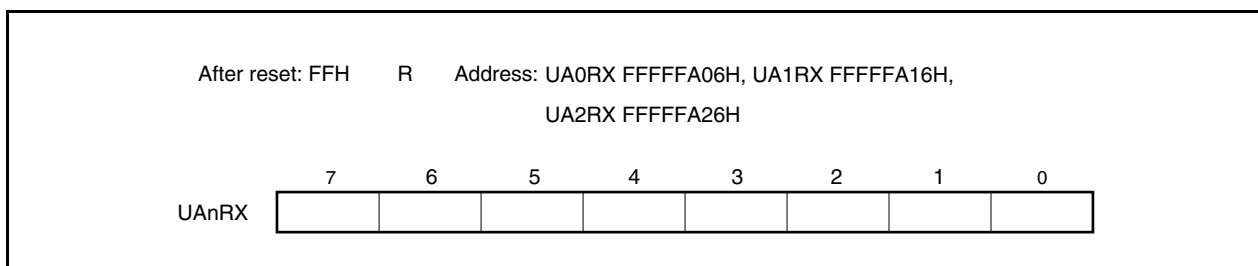 After reset: FFH R Address: UA0RX FFFFFA06H, UA1RX FFFFFA16H,
UA2RX FFFFFA26H
7 6 5 4 3 2 1 0
UAnRX